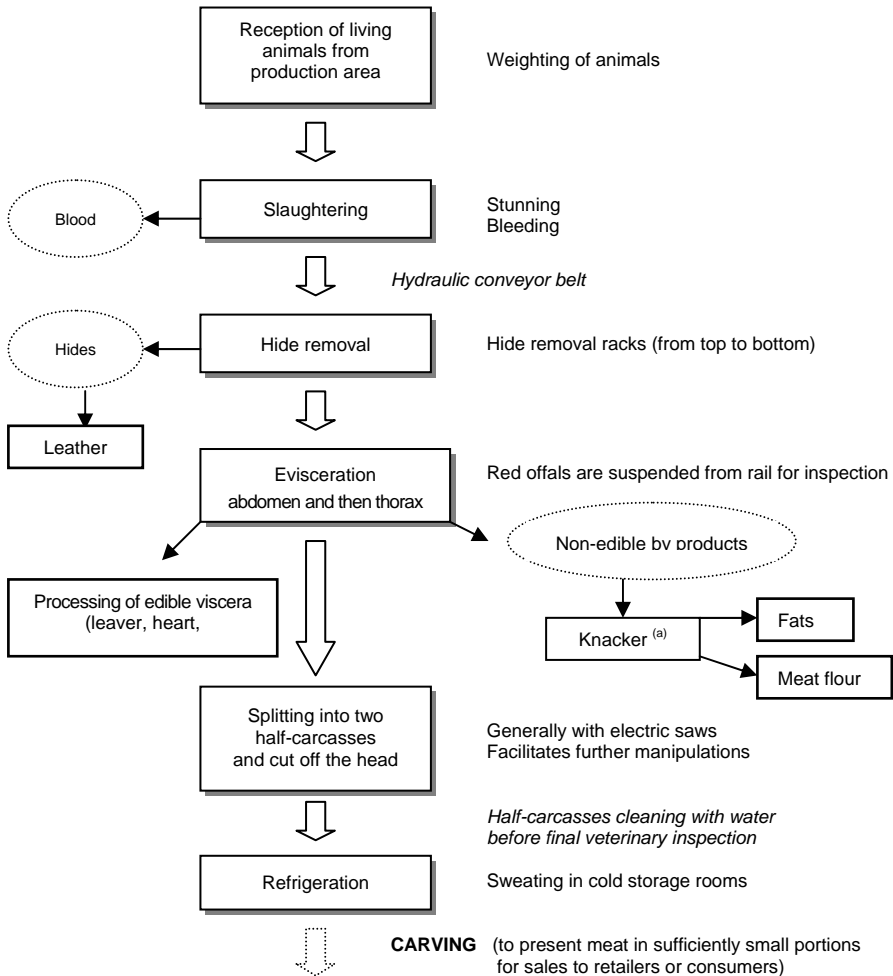 Reception of living
animals from
production area
Weighting of animals
Slaughtering
Blood
Stunning
Bleeding
Hydraulic conveyor belt
Hide removal
Hides
Hide removal racks (from top to bottom)
Leather
Evisceration
abdomen and then thorax
Red offals are suspended from rail for inspection
Non-edible by products
Processing of edible viscera
(leaver, heart,
Knacker (a)
Fats
Meat flour
Splitting into two
half-carcasses
and cut off the head
Generally with electric saws
Facilitates further manipulations
Half-carcasses cleaning with water
before final veterinary inspection
Refrigeration
Sweating in cold storage rooms
CARVING (to present meat in sufficiently small portions
for sales to retailers or consumers)